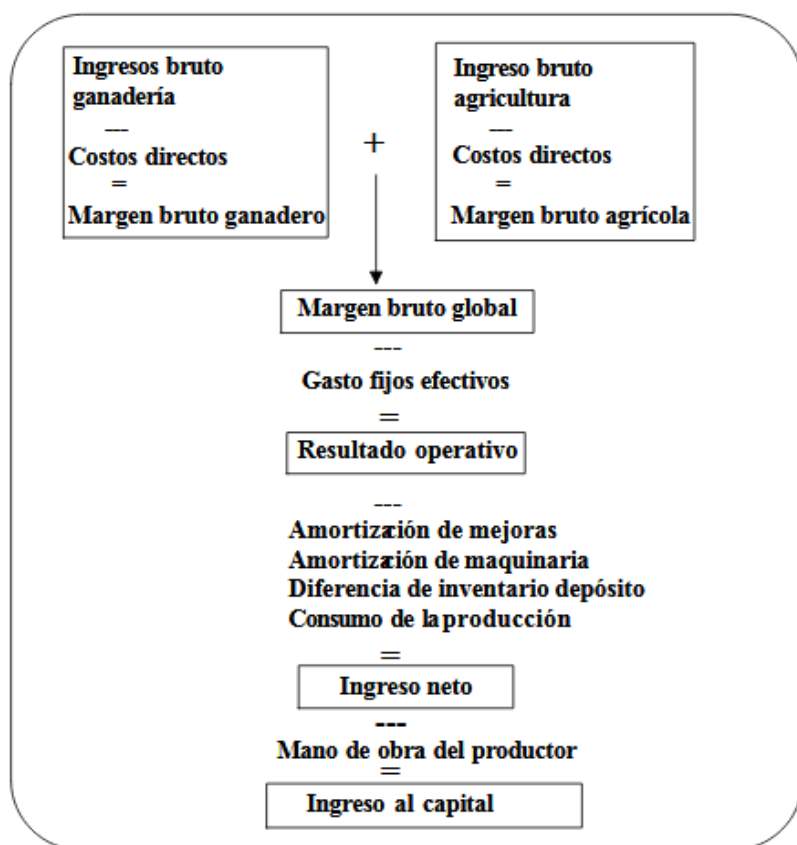 Ingresos bruto
ganadería
---
Costos directos
=
Margen bruto ganadero
+
Ingreso bruto
agricultura
---
Costos directos
=
Margen bruto agrícola
Margen bruto global
---
Gasto fijos efectivos
=
Resultado operativo
---
Amortización de mejoras
Amortización de maquinaria
Diferencia de inventario depósito
Consumo de la producción
=
Ingreso neto
---
Mano de obra del productor
=
Ingreso al capital